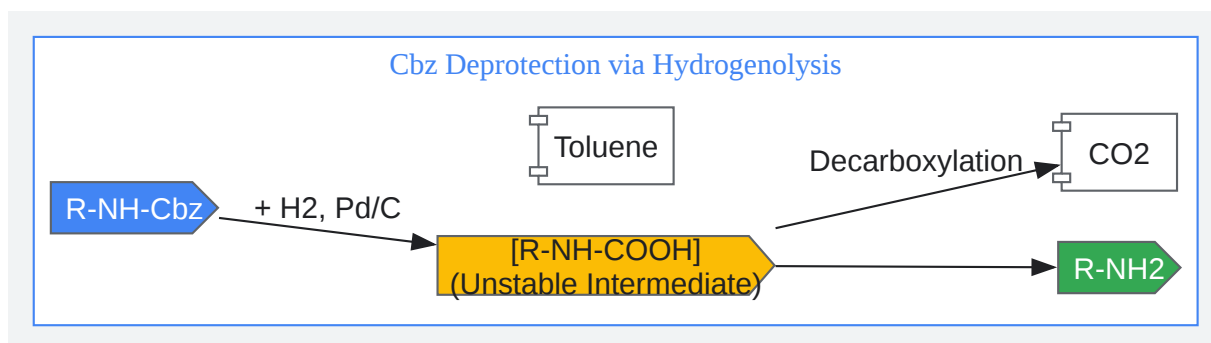 Cbz Deprotection via Hydrogenolysis
Toluene
CO2
Decarboxylation
R-NH-Cbz
+ H2, Pd/C
[R-NH-COOH]
(Unstable Intermediate)
R-NH2